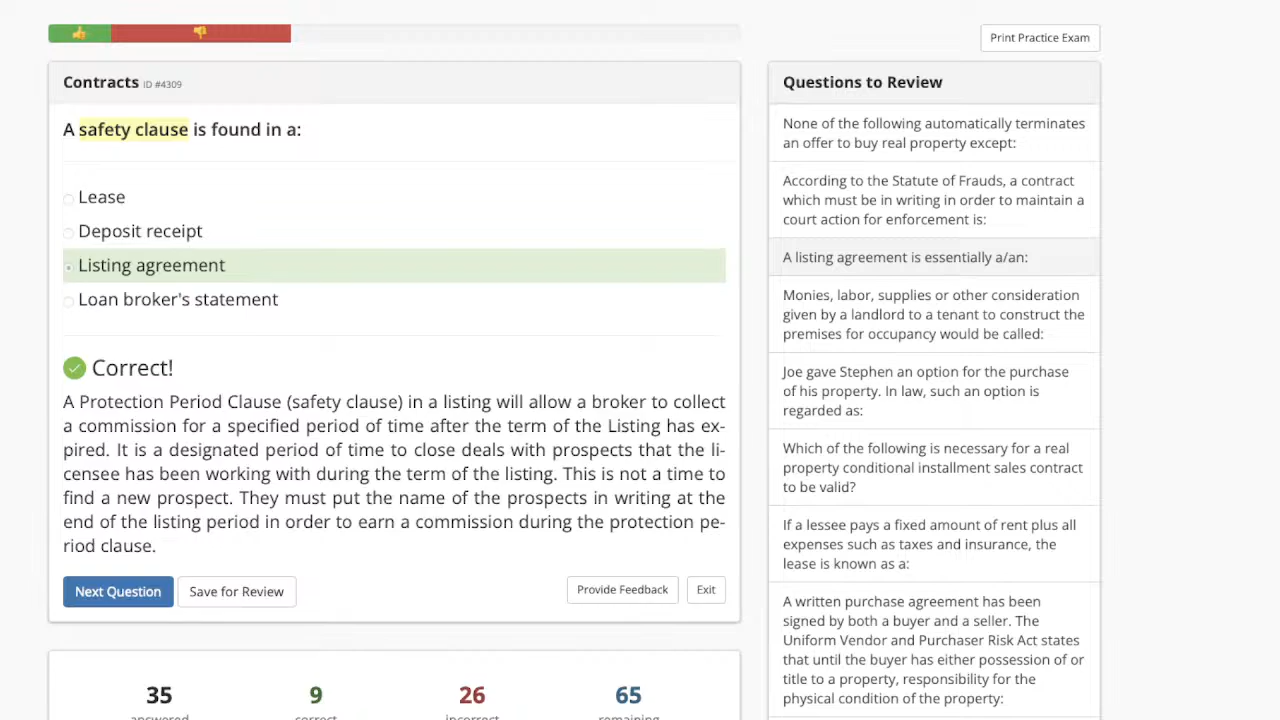 👍 👎
Print Practice Exam
Contracts ID #4309
A safety clause is found in a:
Lease
Deposit receipt
Listing agreement
Loan broker's statement
Correct!
A Protection Period Clause (safety clause) in a listing will allow a broker to collect
a commission for a specified period of time after the term of the Listing has ex-
pired. It is a designated period of time to close deals with prospects that the li-
censee has been working with during the term of the listing. This is not a time to
find a new prospect. They must put the name of the prospects in writing at the
end of the listing period in order to earn a commission during the protection pe-
riod clause.
Next Question Save for Review Provide Feedback Exit
35 9 26 65
answered correct incorrect remaining
Questions to Review
None of the following automatically terminates
an offer to buy real property except:
According to the Statute of Frauds, a contract
which must be in writing in order to maintain a
court action for enforcement is:
A listing agreement is essentially a/an:
Monies, labor, supplies or other consideration
given by a landlord to a tenant to construct the
premises for occupancy would be called:
Joe gave Stephen an option for the purchase
of his property. In law, such an option is
regarded as:
Which of the following is necessary for a real
property conditional installment sales contract
to be valid?
If a lessee pays a fixed amount of rent plus all
expenses such as taxes and insurance, the
lease is known as a:
A written purchase agreement has been
signed by both a buyer and a seller. The
Uniform Vendor and Purchaser Risk Act states
that until the buyer has either possession of or
title to a property, responsibility for the
physical condition of the property: